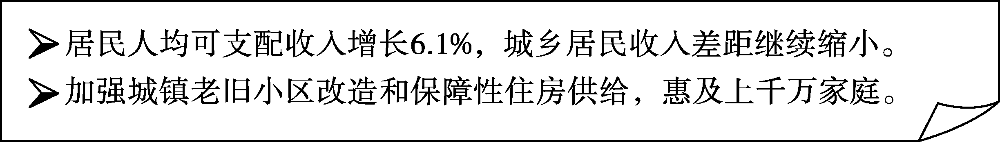 ➢居民人均可支配收入增长6.1%，城乡居民收入差距继续缩小。
➢加强城镇老旧小区改造和保障性住房供给，惠及上千万家庭。